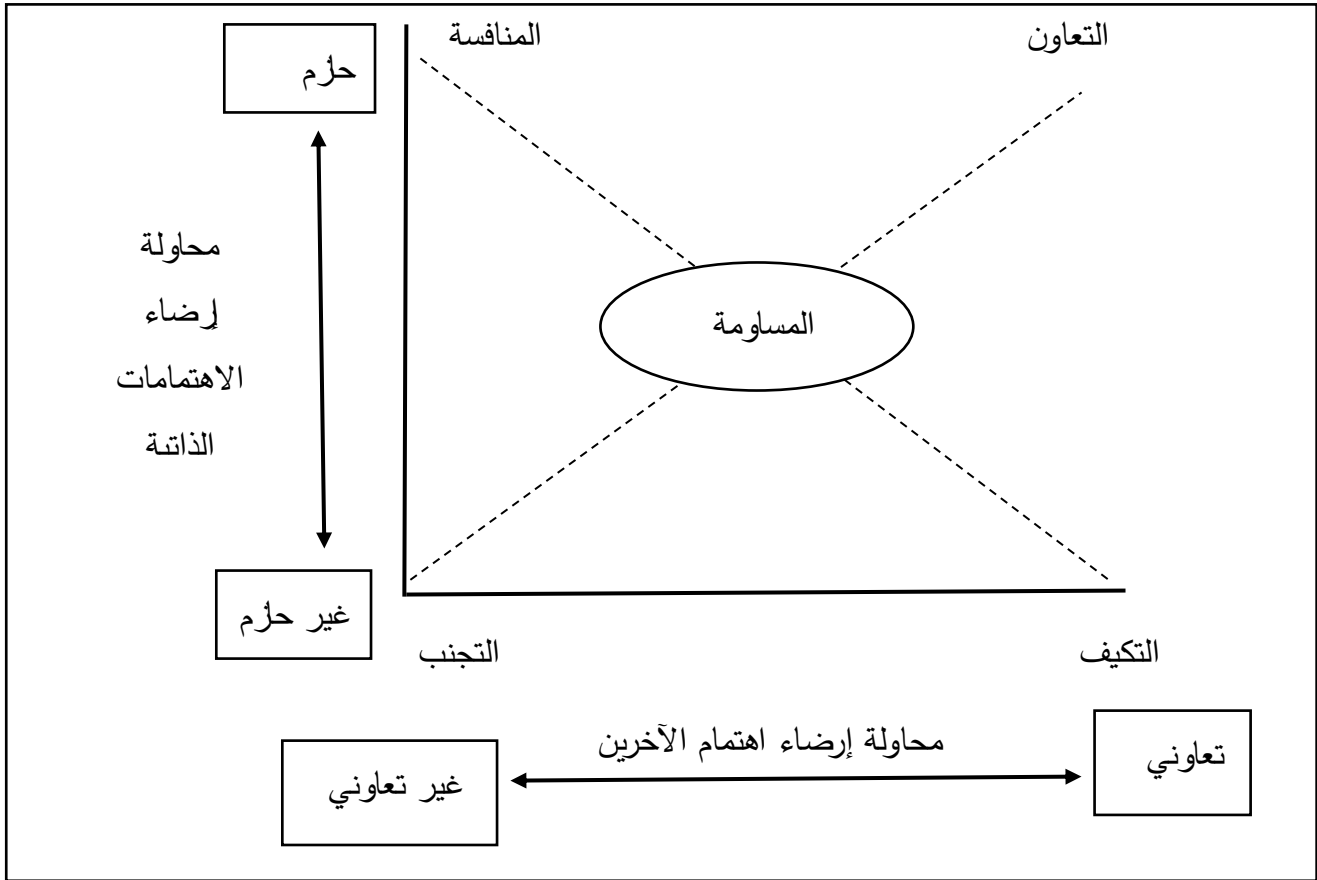 المنافسة
التعاون
حازم
محاولة
إرضاء
الاهتمامات
الذاتية
المساومة
غير حازم
التجنب
التكيف
محاولة إرضاء اهتمام الآخرين
تعاوني
غير تعاوني